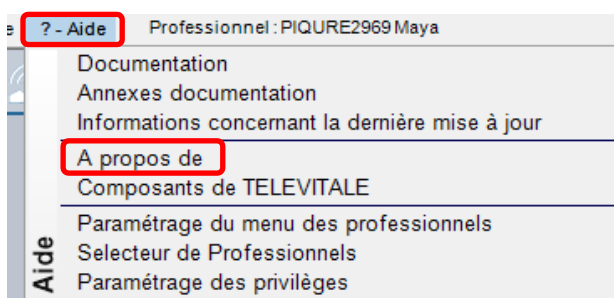 e ? - Aide Professionnel : PIQURE2969 Maya
Documentation
Annexes documentation
Informations concernant la dernière mise à jour
A propos de
Composants de TELEVITALE
Paramétrage du menu des professionnels
Selecteur de Professionnels
Paramétrage des privilèges
Aide